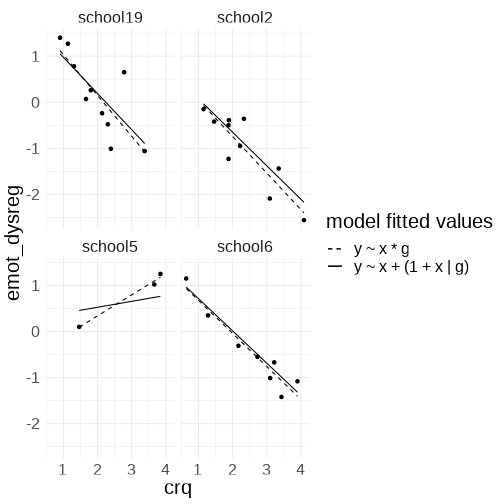 school19
school2
1
0
-1
-2
school5
school6
1
0
-1
-2
1 2 3 4
1 2 3 4
crq
emot_dysreg
model fitted values
y ~ x * g
y ~ x + (1 + x | g)